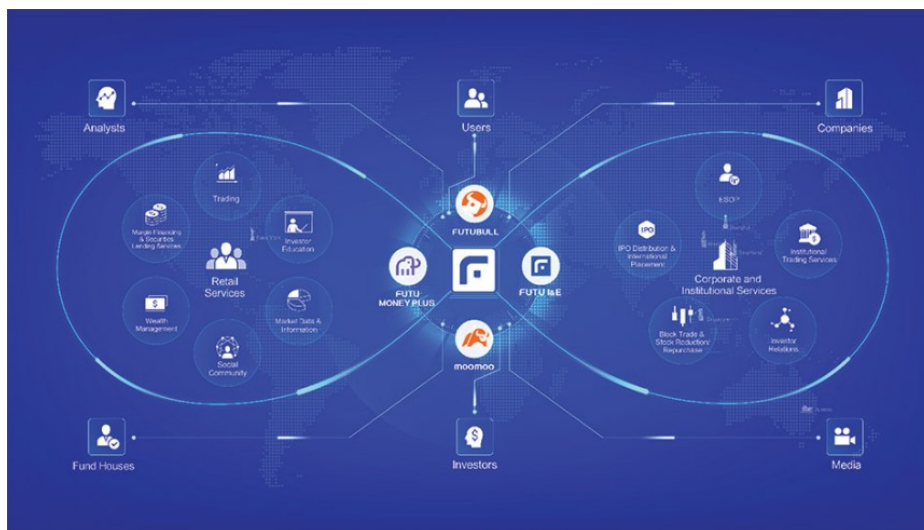 Analysts
Users
Companies
Trading
ESOP
Margin Financing
& Securities
Lending Services
Investor
Education
FUTUBULL
IPO
IPO Distribution &
International
Placement
Institutional
Trading Services
Retail
Services
FUTU
MONEY PLUS
FUTU I&E
Corporate and
Institutional Services
Wealth
Management
Market Data &
Information
Block Trade &
Stock Reduction/
Repurchase
Investor
Relations
Social
Community
moomoo
Fund Houses
Investors
Media